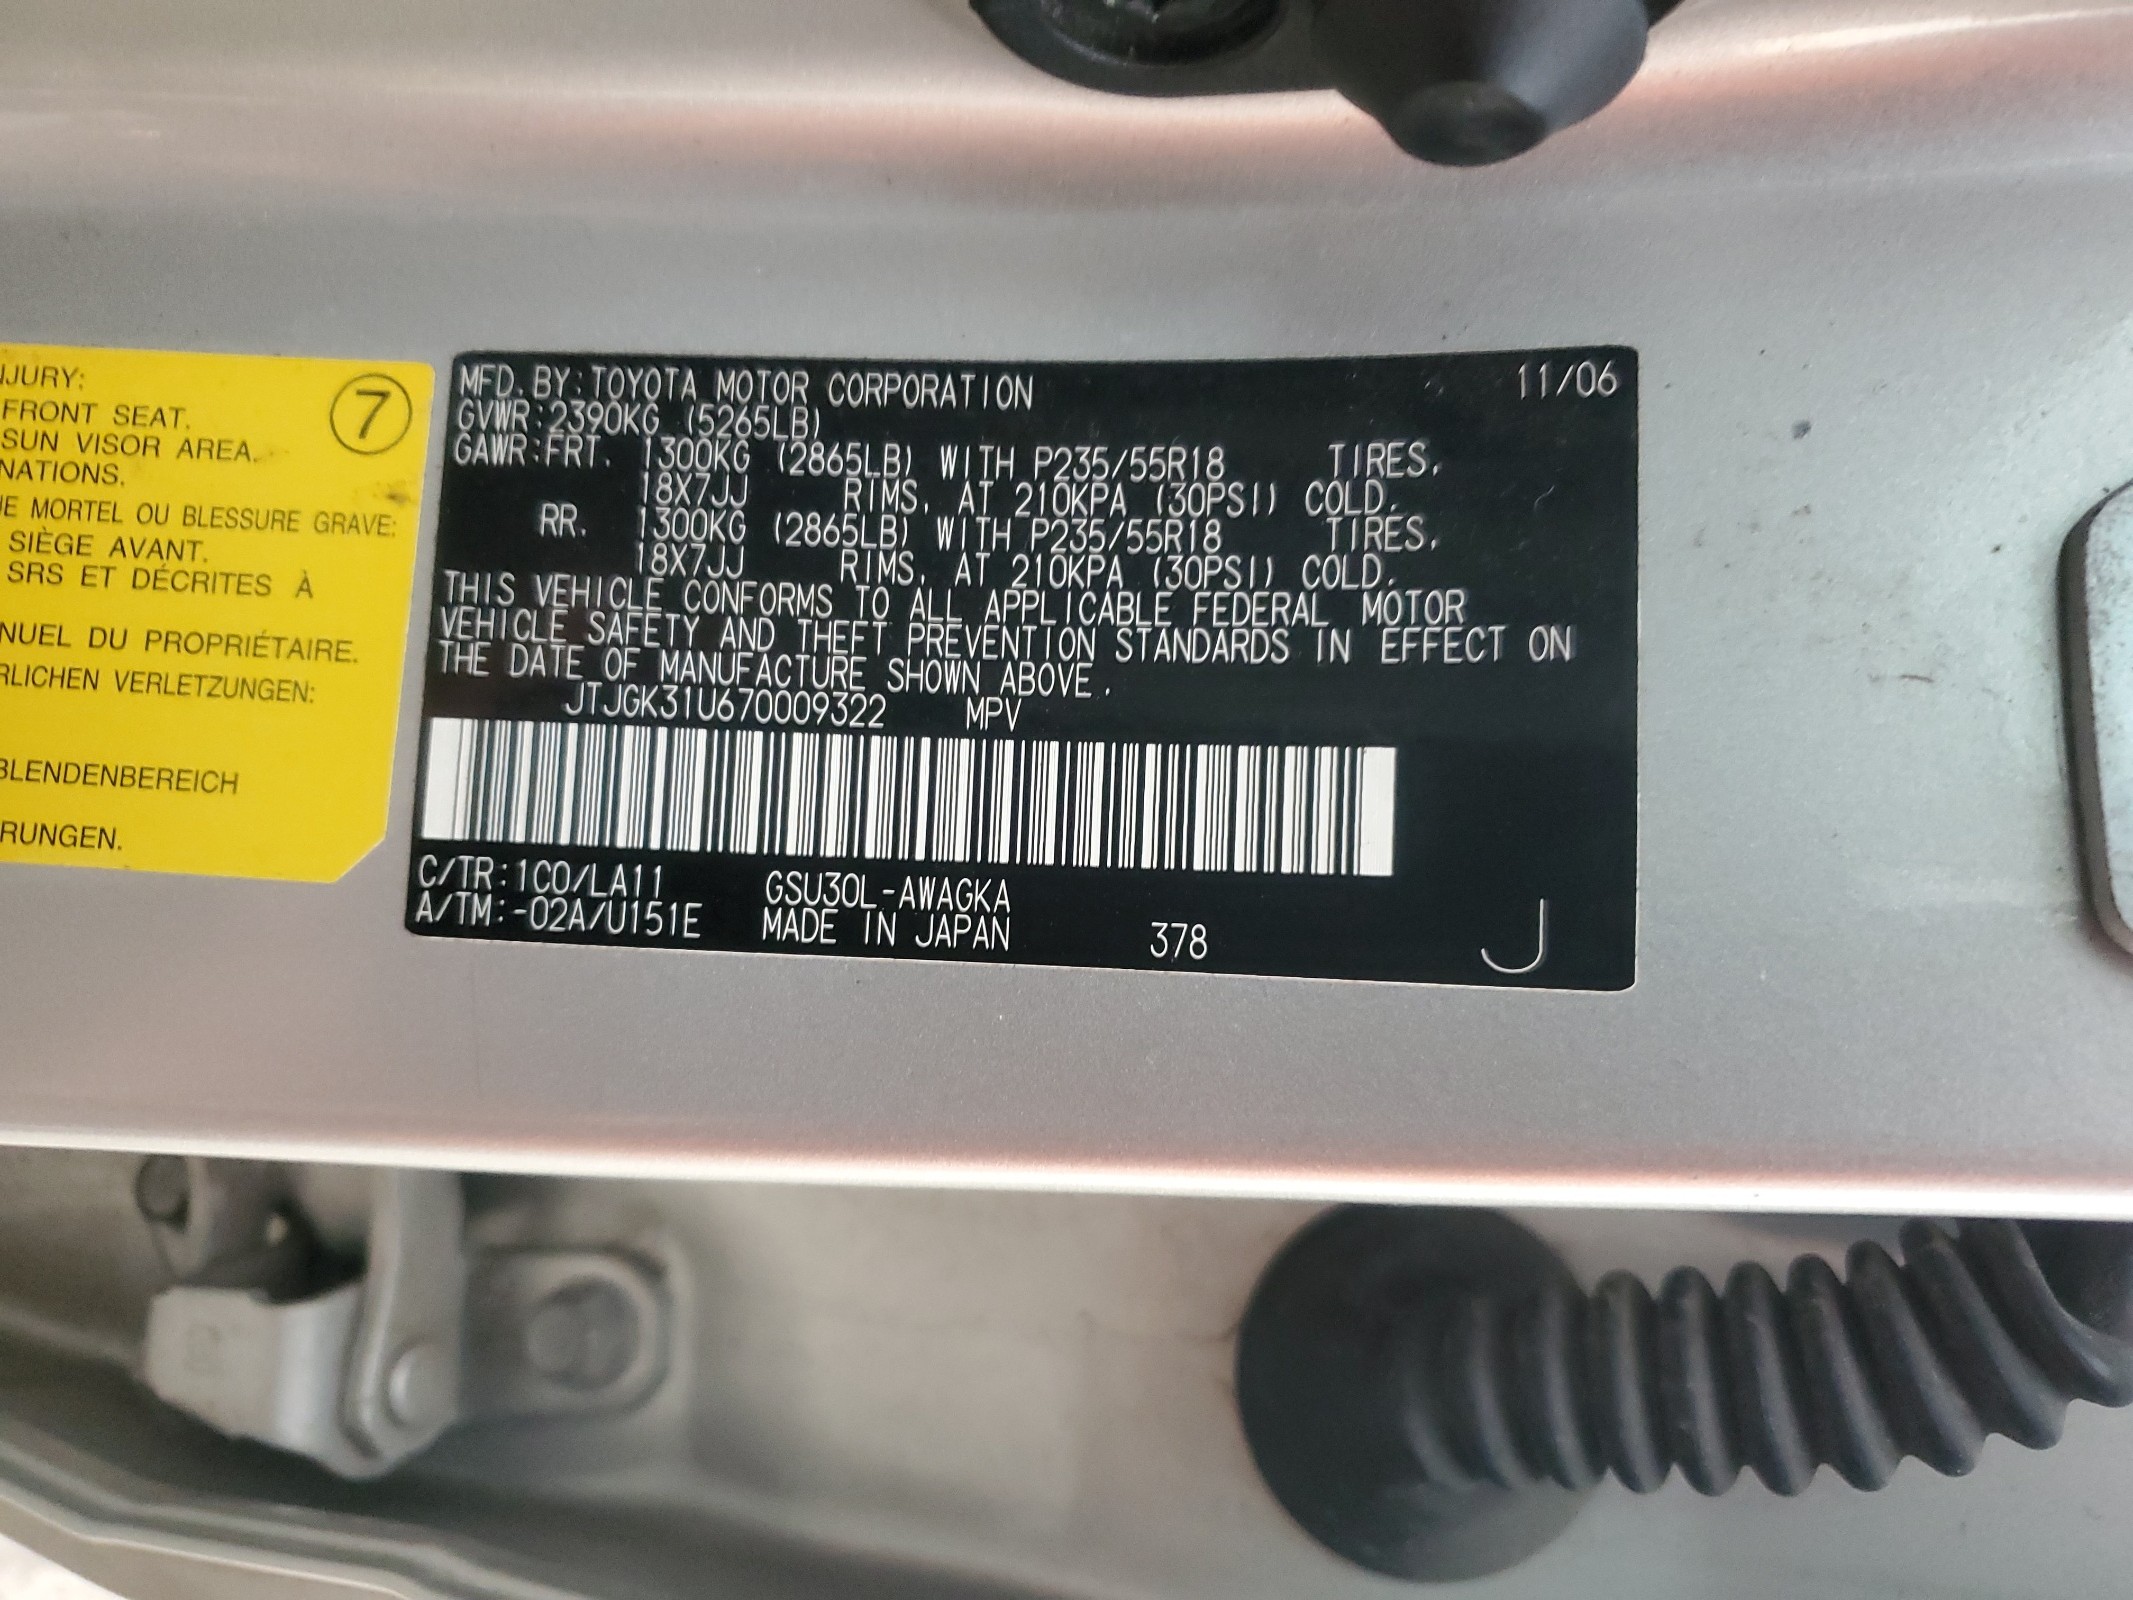 NJURY:
FRONT SEAT.
SUN VISOR AREA.
NATIONS.
E MORTEL OU BLESSURE GRAVE:
SIÈGE AVANT.
SRS ET DÉCRITES À
NUEL DU PROPRIÉTAIRE.
RLICHEN VERLETZUNGEN:
BLENDENBEREICH
RUNGEN.
7
MFD. BY: TOYOTA MOTOR CORPORATION 11/06
GVWR: 2390KG (5265LB)
GAWR: FRT. 1300KG (2865LB) WITH P235/55R18 TIRES,
18X7JJ RIMS, AT 210KPA (30PSI) COLD.
RR. 1300KG (2865LB) WITH P235/55R18 TIRES,
18X7JJ RIMS, AT 210KPA (30PSI) COLD.
THIS VEHICLE CONFORMS TO ALL APPLICABLE FEDERAL MOTOR
VEHICLE SAFETY AND THEFT PREVENTION STANDARDS IN EFFECT ON
THE DATE OF MANUFACTURE SHOWN ABOVE.
JTJGK31U670009322 MPV
C/TR: 1C0/LA11 GSU30L-AWAGKA
A/TM: -02A/U151E MADE IN JAPAN 378 J